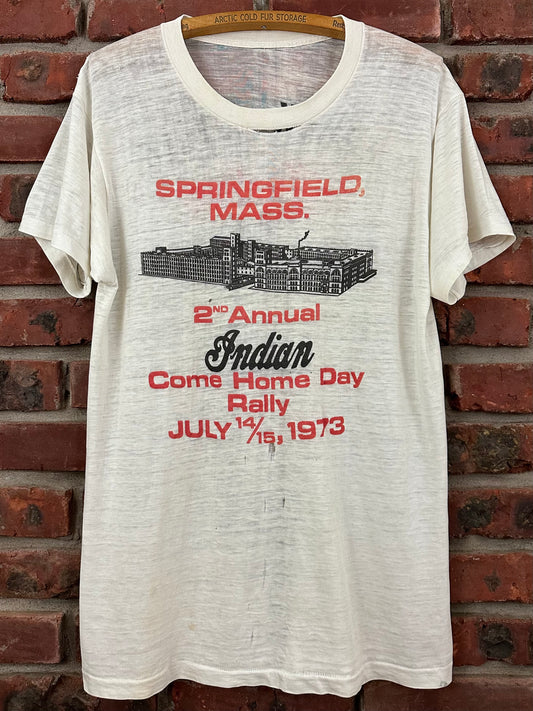 ARCTIC COLD FUR STORAGE
SPRINGFIELD,
MASS.
2ND Annual
Indian
Come Home Day
Rally
JULY 14/15, 1973